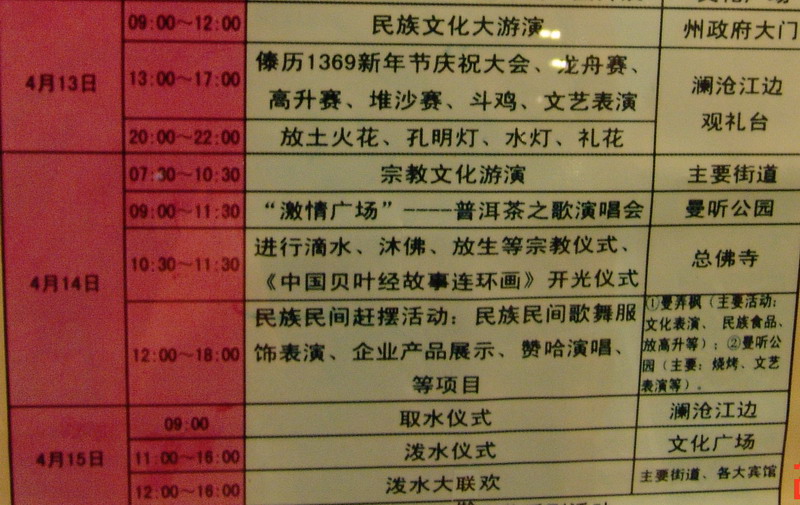 09:00～12:00 民族文化大游演 州政府大门
4月13日
13:00～17:00
傣历1369新年节庆祝大会、龙舟赛、
高升赛、堆沙赛、斗鸡、文艺表演
澜沧江边
观礼台
20:00～22:00 放土火花、孔明灯、水灯、礼花
4月14日
07:30～10:30 宗教文化游演 主要街道
09:00～11:30 “激情广场”----普洱茶之歌演唱会 曼听公园
10:30～11:30
进行滴水、沐佛、放生等宗教仪式、
《中国贝叶经故事连环画》开光仪式
总佛寺
12:00～18:00
民族民间赶摆活动：民族民间歌舞服
饰表演、企业产品展示、赞哈演唱、
等项目
①曼弄枫（主要活动：
文化表演、民族食品、
放高升等）；②曼听公
园（主要：烧烤、文艺
表演等）。
4月15日
09:00 取水仪式 澜沧江边
11:00～16:00 泼水仪式 文化广场
12:00～16:00 泼水大联欢 主要街道、各大宾馆